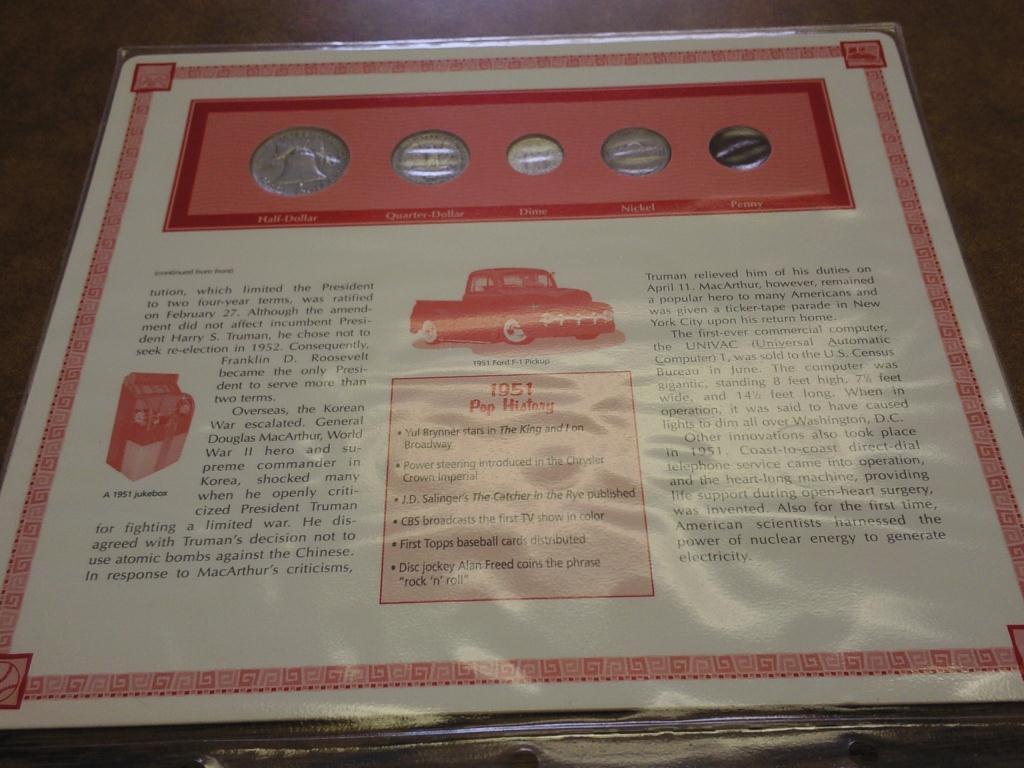 Half-Dollar
Quarter-Dollar
Dime
Nickel
Penny
(continued from front)
tution, which limited the President
to two four-year terms, was ratified
on February 27. Although the amend-
ment did not affect incumbent Presi-
dent Harry S. Truman, he chose not to
seek re-election in 1952. Consequently,
Franklin D. Roosevelt
became the only Presi-
dent to serve more than
two terms.
Overseas, the Korean
War escalated. General
Douglas MacArthur, World
War II hero and su-
preme commander in
Korea, shocked many
when he openly criti-
cized President Truman
for fighting a limited war. He dis-
agreed with Truman's decision not to
use atomic bombs against the Chinese.
In response to MacArthur's criticisms,
A 1951 jukebox
1951 Ford F-1 Pickup
1951
Pop History
• Yul Brynner stars in The King and I on
Broadway
• Power steering introduced in the Chrysler
Crown Imperial
• J.D. Salinger's The Catcher in the Rye published
• CBS broadcasts the first TV show in color
• First Topps baseball cards distributed
• Disc jockey Alan Freed coins the phrase
"rock 'n' roll"
Truman relieved him of his duties on
April 11. MacArthur, however, remained
a popular hero to many Americans and
was given a ticker-tape parade in New
York City upon his return home.
The first-ever commercial computer,
the UNIVAC (Universal Automatic
Computer) 1, was sold to the U.S. Census
Bureau in June. The computer was
gigantic, standing 8 feet high, 7½ feet
wide, and 14½ feet long. When in
operation, it was said to have caused
lights to dim all over Washington, D.C.
Other innovations also took place
in 1951. Coast-to-coast direct-dial
telephone service came into operation,
and the heart-lung machine, providing
life support during open-heart surgery,
was invented. Also for the first time,
American scientists harnessed the
power of nuclear energy to generate
electricity.